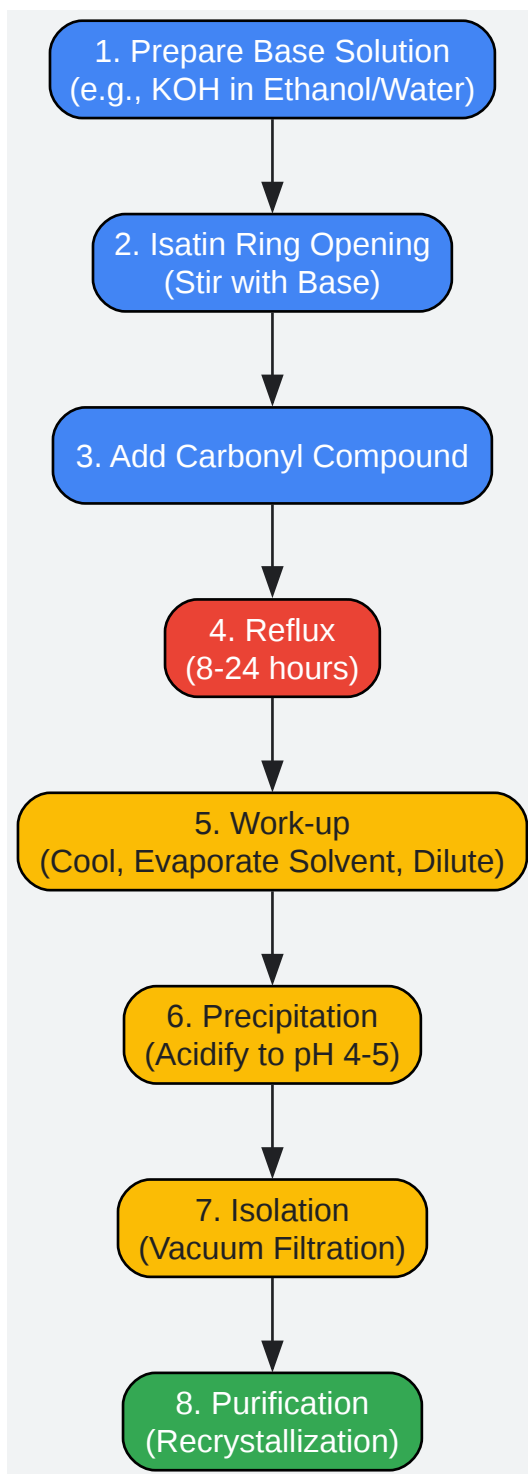 1. Prepare Base Solution
(e.g., KOH in Ethanol/Water)
2. Isatin Ring Opening
(Stir with Base)
3. Add Carbonyl Compound
4. Reflux
(8-24 hours)
5. Work-up
(Cool, Evaporate Solvent, Dilute)
6. Precipitation
(Acidify to pH 4-5)
7. Isolation
(Vacuum Filtration)
8. Purification
(Recrystallization)